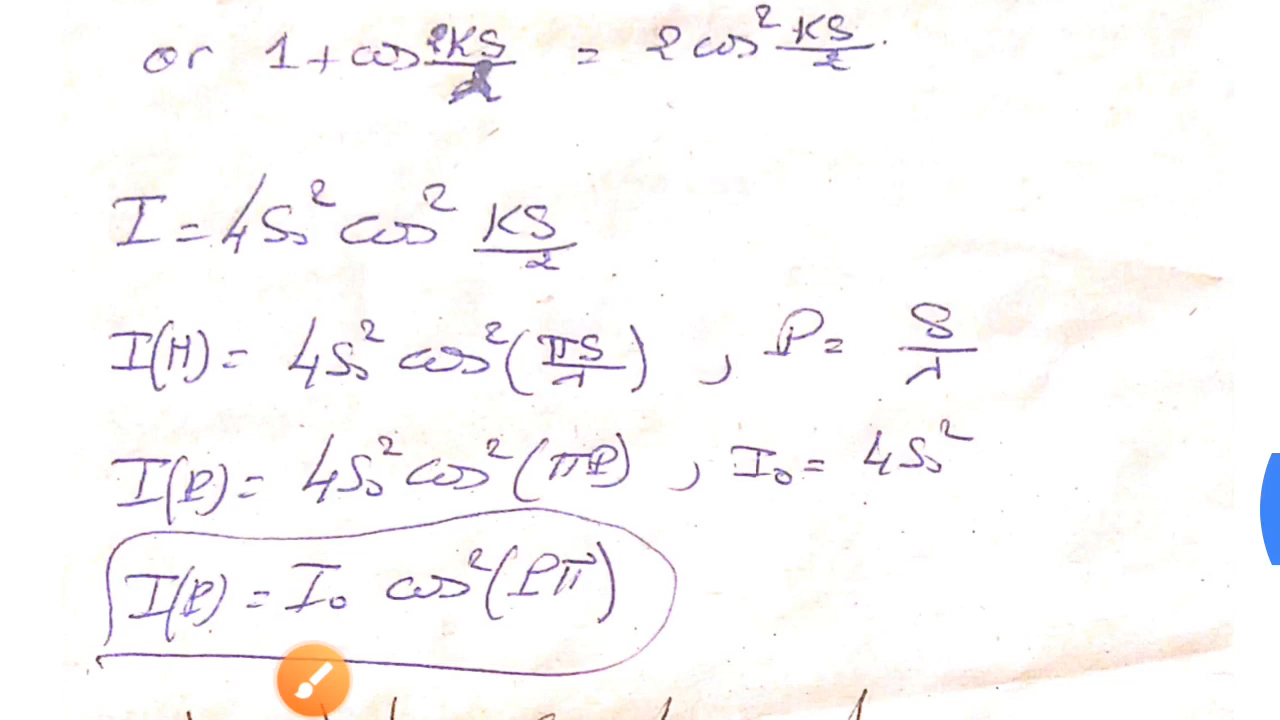 or 1 + cos 2KS/2 = 2 cos² KS/2 .
I = 4S₀² cos² KS/2
I(M) = 4S₀² cos² (πS/λ) , P = S/λ
I(P) = 4S₀² cos² (πP) , I₀ = 4S₀²
I(P) = I₀ cos² (Pπ)